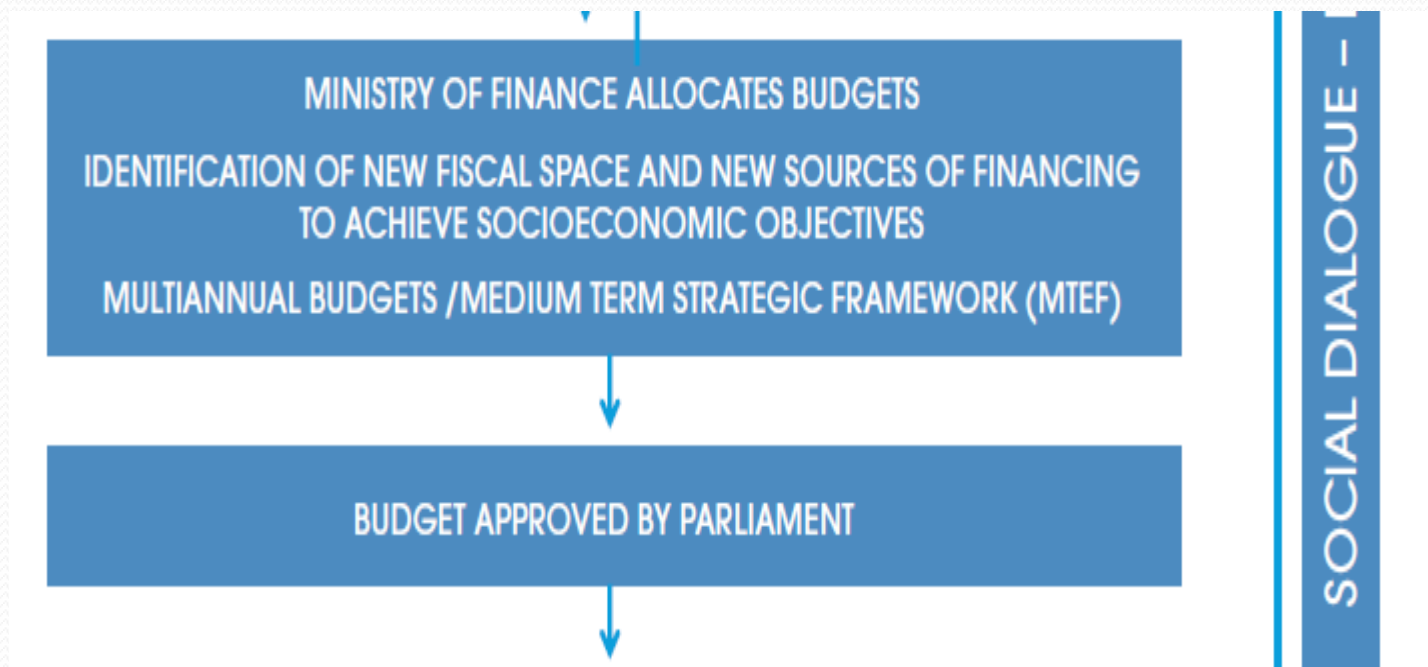 MINISTRY OF FINANCE ALLOCATES BUDGETS
IDENTIFICATION OF NEW FISCAL SPACE AND NEW SOURCES OF FINANCING
TO ACHIEVE SOCIOECONOMIC OBJECTIVES
MULTIANNUAL BUDGETS /MEDIUM TERM STRATEGIC FRAMEWORK (MTEF)
BUDGET APPROVED BY PARLIAMENT
SOCIAL DIALOGUE –